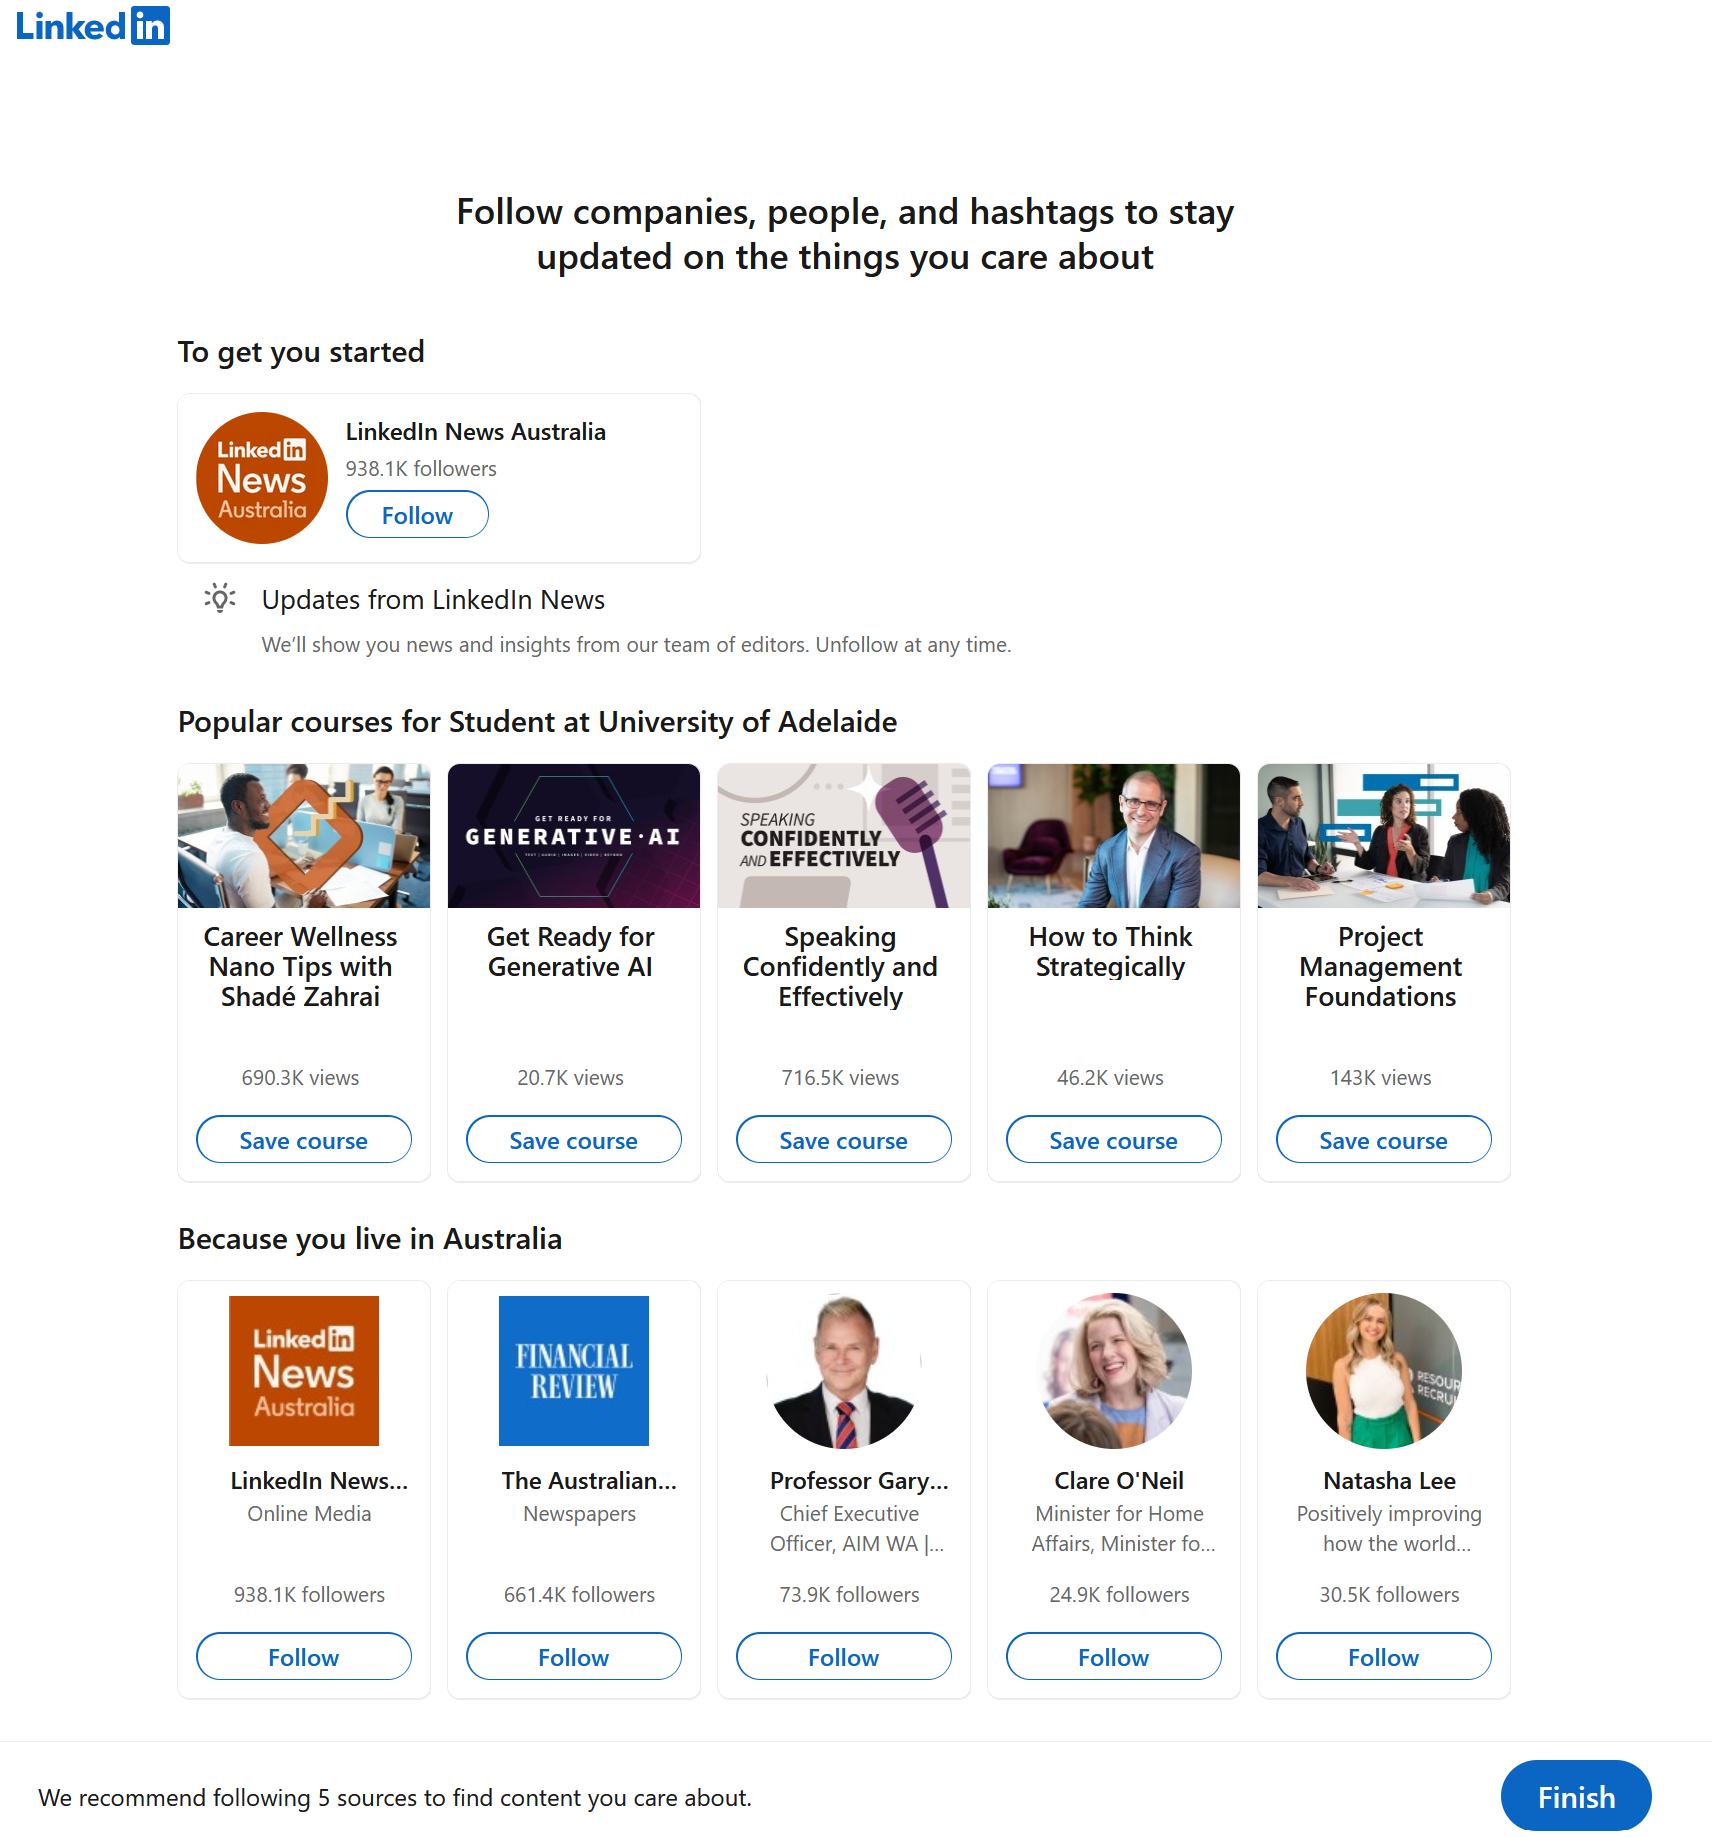 Linked in
Follow companies, people, and hashtags to stay
updated on the things you care about
To get you started
Linked in
News
Australia
LinkedIn News Australia
938.1K followers
Follow
Updates from LinkedIn News
We’ll show you news and insights from our team of editors. Unfollow at any time.
Popular courses for Student at University of Adelaide
GET READY FOR
GENERATIVE·AI
TEXT | AUDIO | IMAGES | VIDEO | BEYOND
SPEAKING
CONFIDENTLY
AND EFFECTIVELY
Career Wellness
Nano Tips with
Shadé Zahrai
690.3K views
Save course
Get Ready for
Generative AI
20.7K views
Save course
Speaking
Confidently and
Effectively
716.5K views
Save course
How to Think
Strategically
46.2K views
Save course
Project
Management
Foundations
143K views
Save course
Because you live in Australia
Linked in
News
Australia
LinkedIn News...
Online Media
938.1K followers
Follow
FINANCIAL
REVIEW
The Australian...
Newspapers
661.4K followers
Follow
Professor Gary...
Chief Executive
Officer, AIM WA |...
73.9K followers
Follow
Clare O'Neil
Minister for Home
Affairs, Minister fo...
24.9K followers
Follow
RESOUR
RECRU
Natasha Lee
Positively improving
how the world...
30.5K followers
Follow
We recommend following 5 sources to find content you care about.
Finish